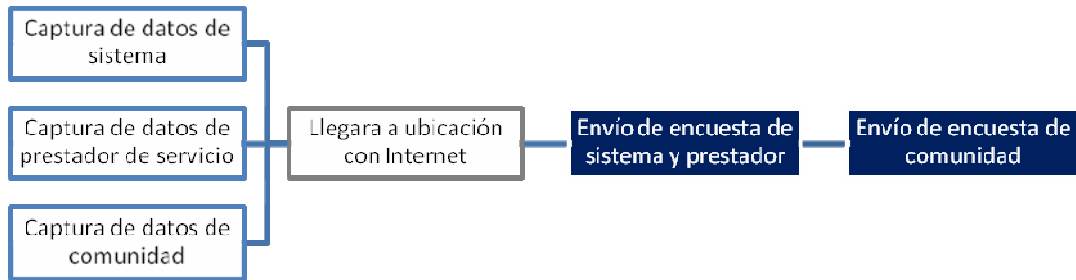 Captura de datos de
sistema
Captura de datos de
prestador de servicio
Captura de datos de
comunidad
Llegara a ubicación
con Internet
Envío de encuesta de
sistema y prestador
Envío de encuesta de
comunidad